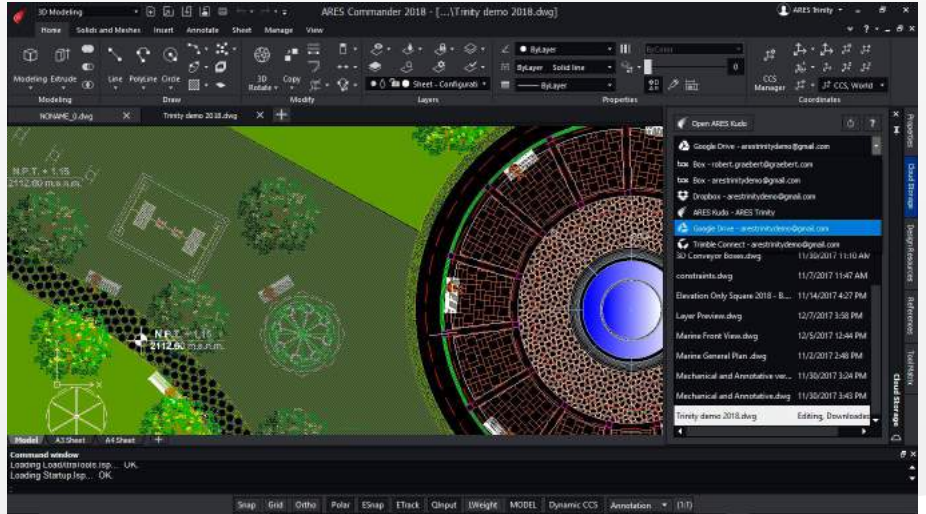 3D Modeling
ARES Commander 2018 - [...\Trinity demo 2018.dwg]
ARES Trinity
Home Solids and Meshes Insert Annotate Sheet Manage View
Modeling Extrude
Line PolyLine Circle
3D Rotate
Copy
Sheet - Configurati
ByLayer
ByLayer Solid line
ByLayer
ByColor
0
CCS Manager
CCS, World
Modeling Draw Modify Layers Properties Coordinates
NONAME_0.dwg
Trinity demo 2018.dwg
N.P.T. + 1.15
2112.60 m.s.n.m.
N.P.T. + 1.15
2112.60 m.s.n.m.
X
Open ARES Kudo
?
Google Drive - arestrinitydemo@gmail.com
box Box - robert.graebert@graebert.com
box Box - arestrinitydemo@gmail.com
Dropbox - arestrinitydemo@gmail.com
ARES Kudo - ARES Trinity
Google Drive - arestrinitydemo@gmail.com
Trimble Connect - arestrinitydemo@gmail.com
3D Conveyor Boxes.dwg 11/30/2017 11:10 AM
constraints.dwg 11/7/2017 11:47 AM
Elevation Only Square 2018 - B... 11/14/2017 4:27 PM
Layer Preview.dwg 12/7/2017 3:58 PM
Marine Front View.dwg 12/5/2017 12:44 PM
Marine General Plan .dwg 11/2/2017 2:48 PM
Mechanical and Annotative ver... 11/30/2017 3:24 PM
Mechanical and Annotative.dwg 11/30/2017 3:43 PM
Trinity demo 2018.dwg Editing, Downloaded
Properties
Cloud Storage
Design Resources
References
Tool Matrix
Cloud Storage
Model A3 Sheet A4 Sheet +
Command window
Loading LoadXtraTools.lsp... OK.
Loading Startup.lsp... OK.
:
Snap Grid Ortho Polar ESnap ETrack QInput LWeight MODEL Dynamic CCS Annotation (1:1)